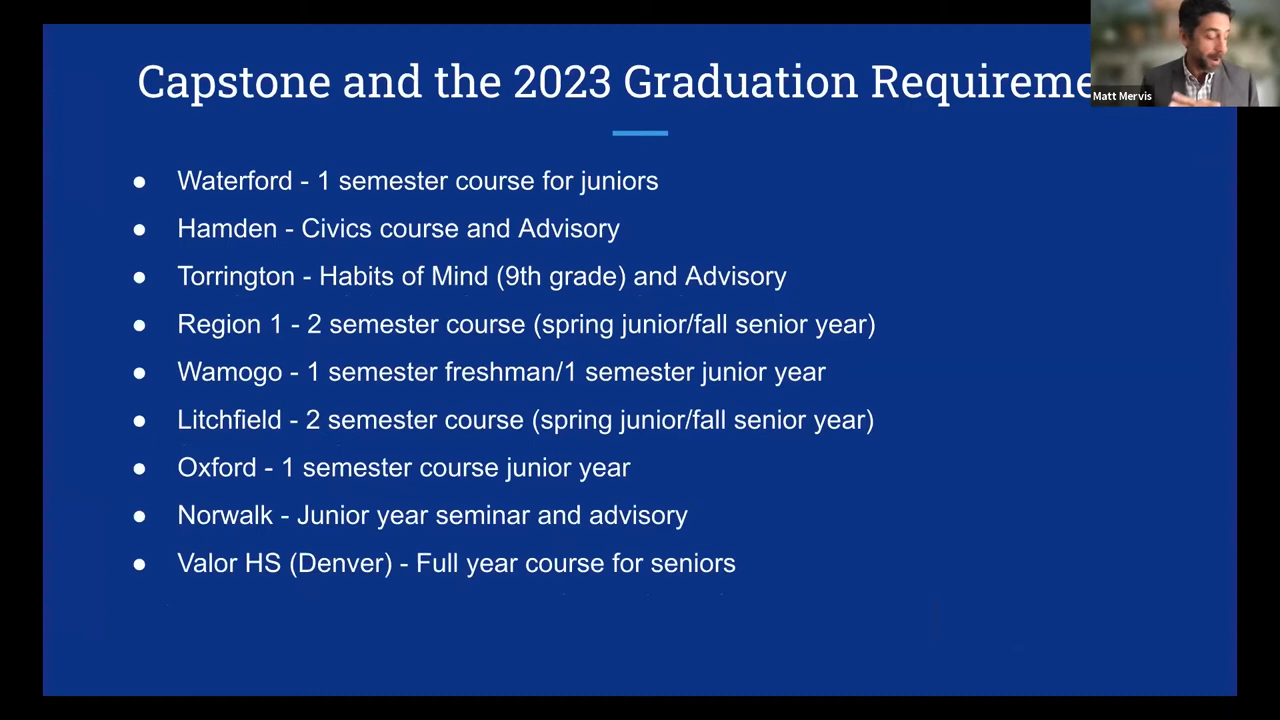 Capstone and the 2023 Graduation Requireme
Matt Mervis
● Waterford - 1 semester course for juniors
● Hamden - Civics course and Advisory
● Torrington - Habits of Mind (9th grade) and Advisory
● Region 1 - 2 semester course (spring junior/fall senior year)
● Wamogo - 1 semester freshman/1 semester junior year
● Litchfield - 2 semester course (spring junior/fall senior year)
● Oxford - 1 semester course junior year
● Norwalk - Junior year seminar and advisory
● Valor HS (Denver) - Full year course for seniors